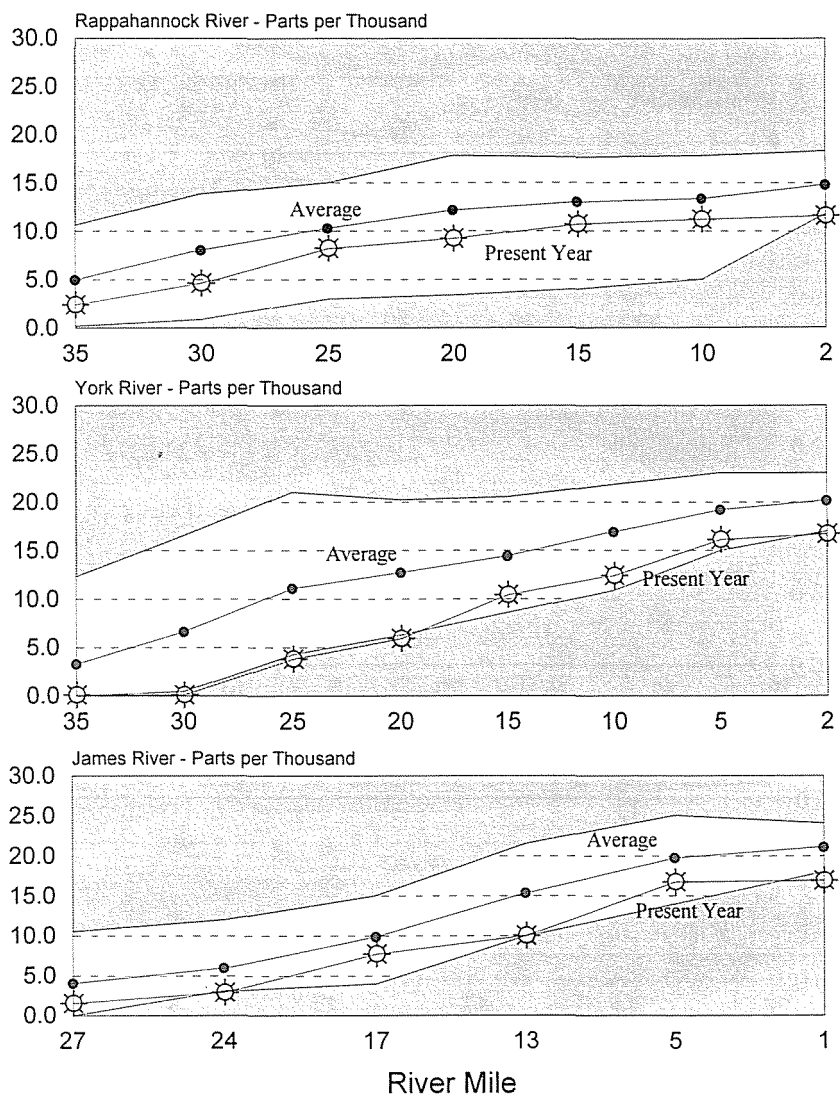 Rappahannock River - Parts per Thousand
30.0
25.0
20.0
15.0
Average
10.0
Present Year
5.0
0.0
35 30 25 20 15 10 2
York River - Parts per Thousand
30.0
25.0
20.0
15.0
Average
10.0
Present Year
5.0
0.0
35 30 25 20 15 10 5 2
James River - Parts per Thousand
30.0
25.0
Average
20.0
15.0
Present Year
10.0
5.0
0.0
27 24 17 13 5 1
River Mile